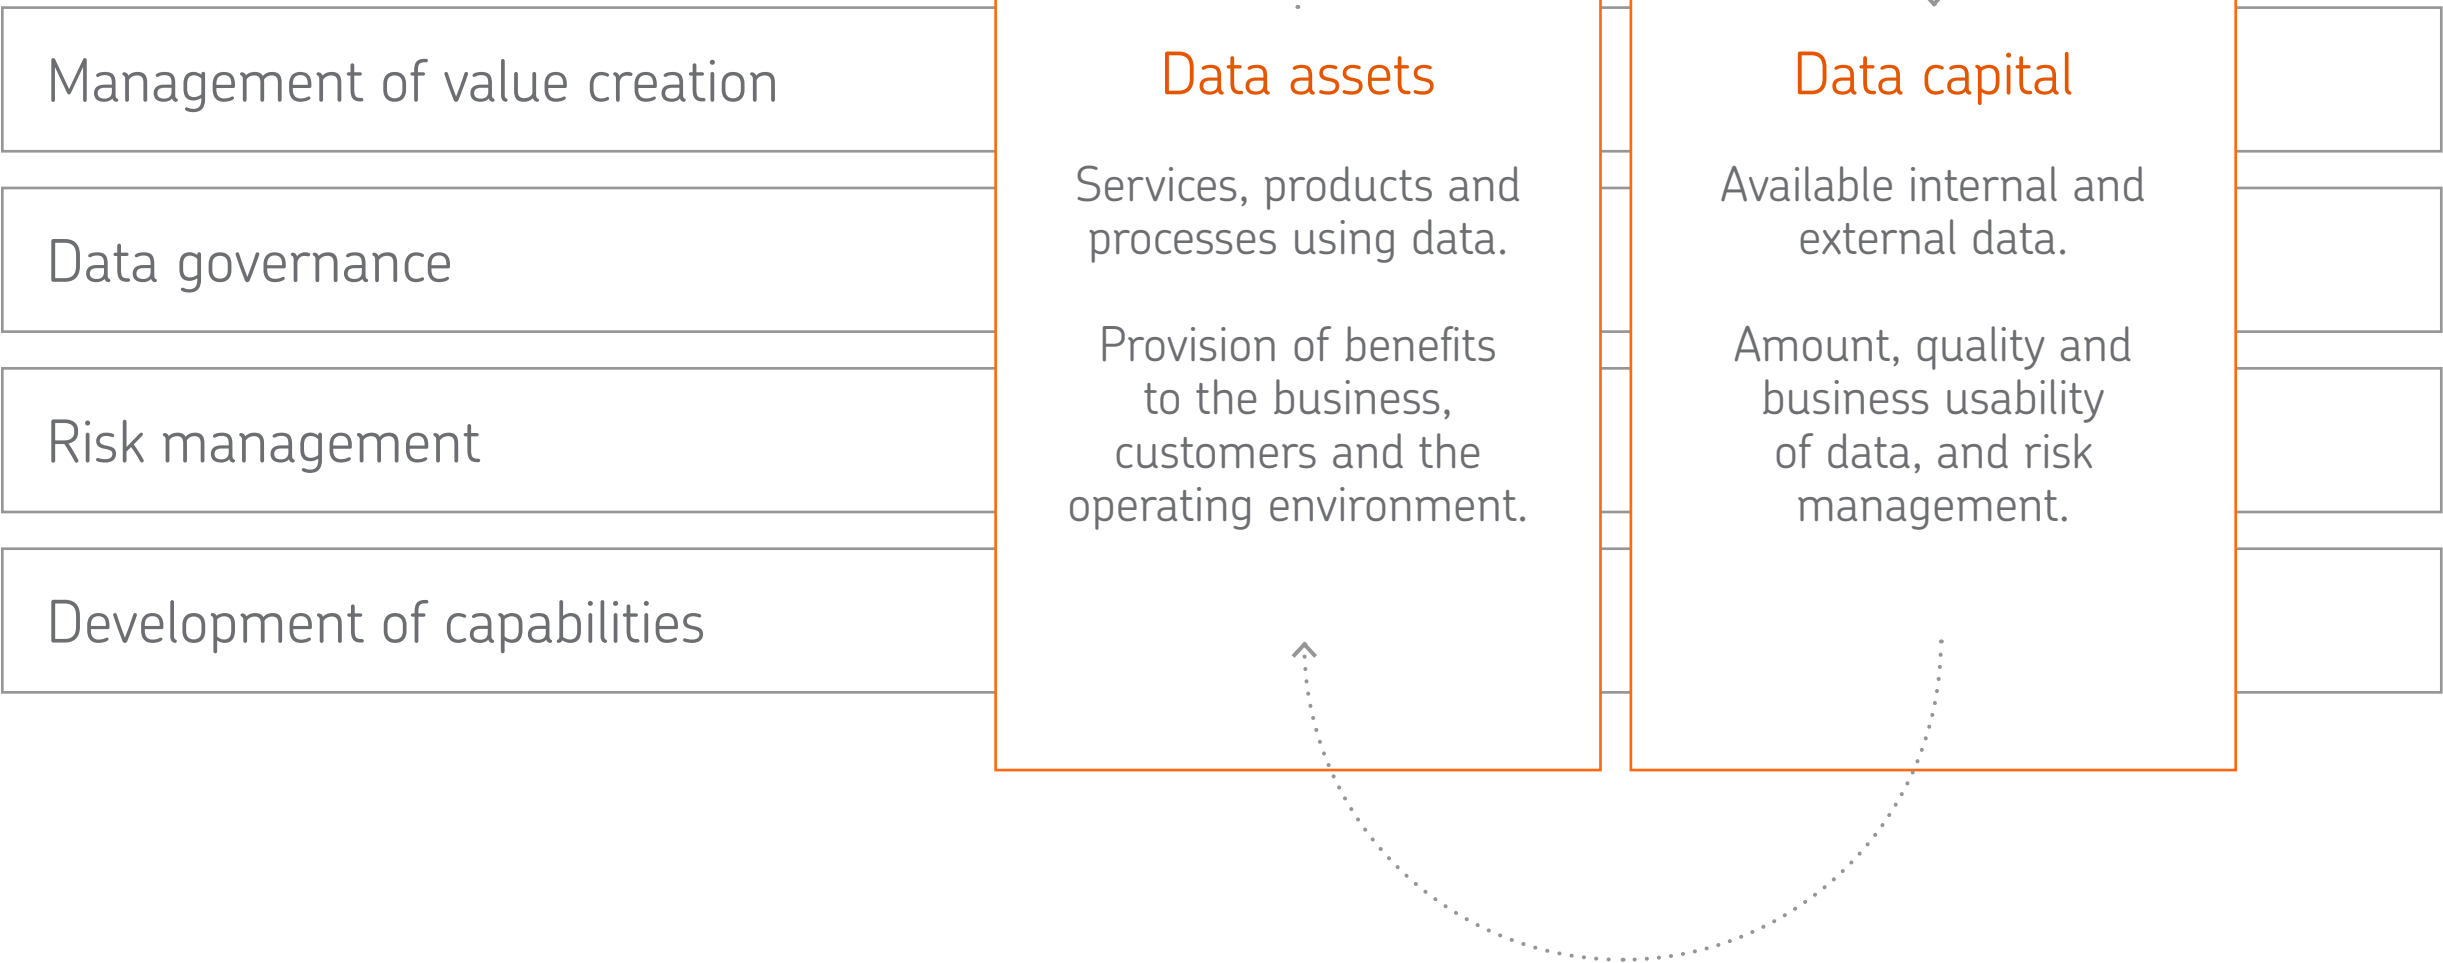 Management of value creation
Data governance
Risk management
Development of capabilities
Data assets
Services, products and
processes using data.
Provision of benefits
to the business,
customers and the
operating environment.
Data capital
Available internal and
external data.
Amount, quality and
business usability
of data, and risk
management.